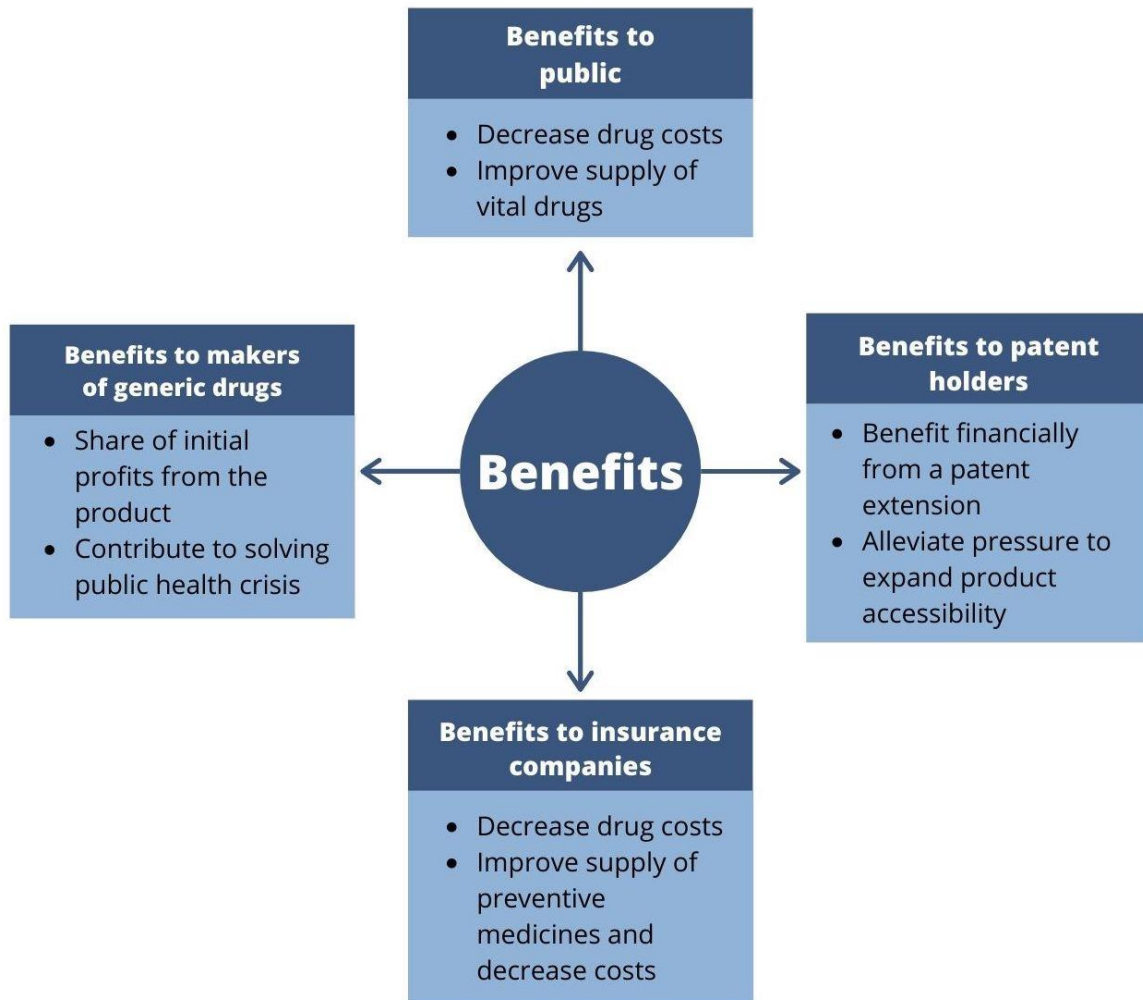 Benefits to
public
• Decrease drug costs
• Improve supply of
vital drugs
Benefits to makers
of generic drugs
• Share of initial
profits from the
product
• Contribute to solving
public health crisis
Benefits
Benefits to patent
holders
• Benefit financially
from a patent
extension
• Alleviate pressure to
expand product
accessibility
Benefits to insurance
companies
• Decrease drug costs
• Improve supply of
preventive
medicines and
decrease costs